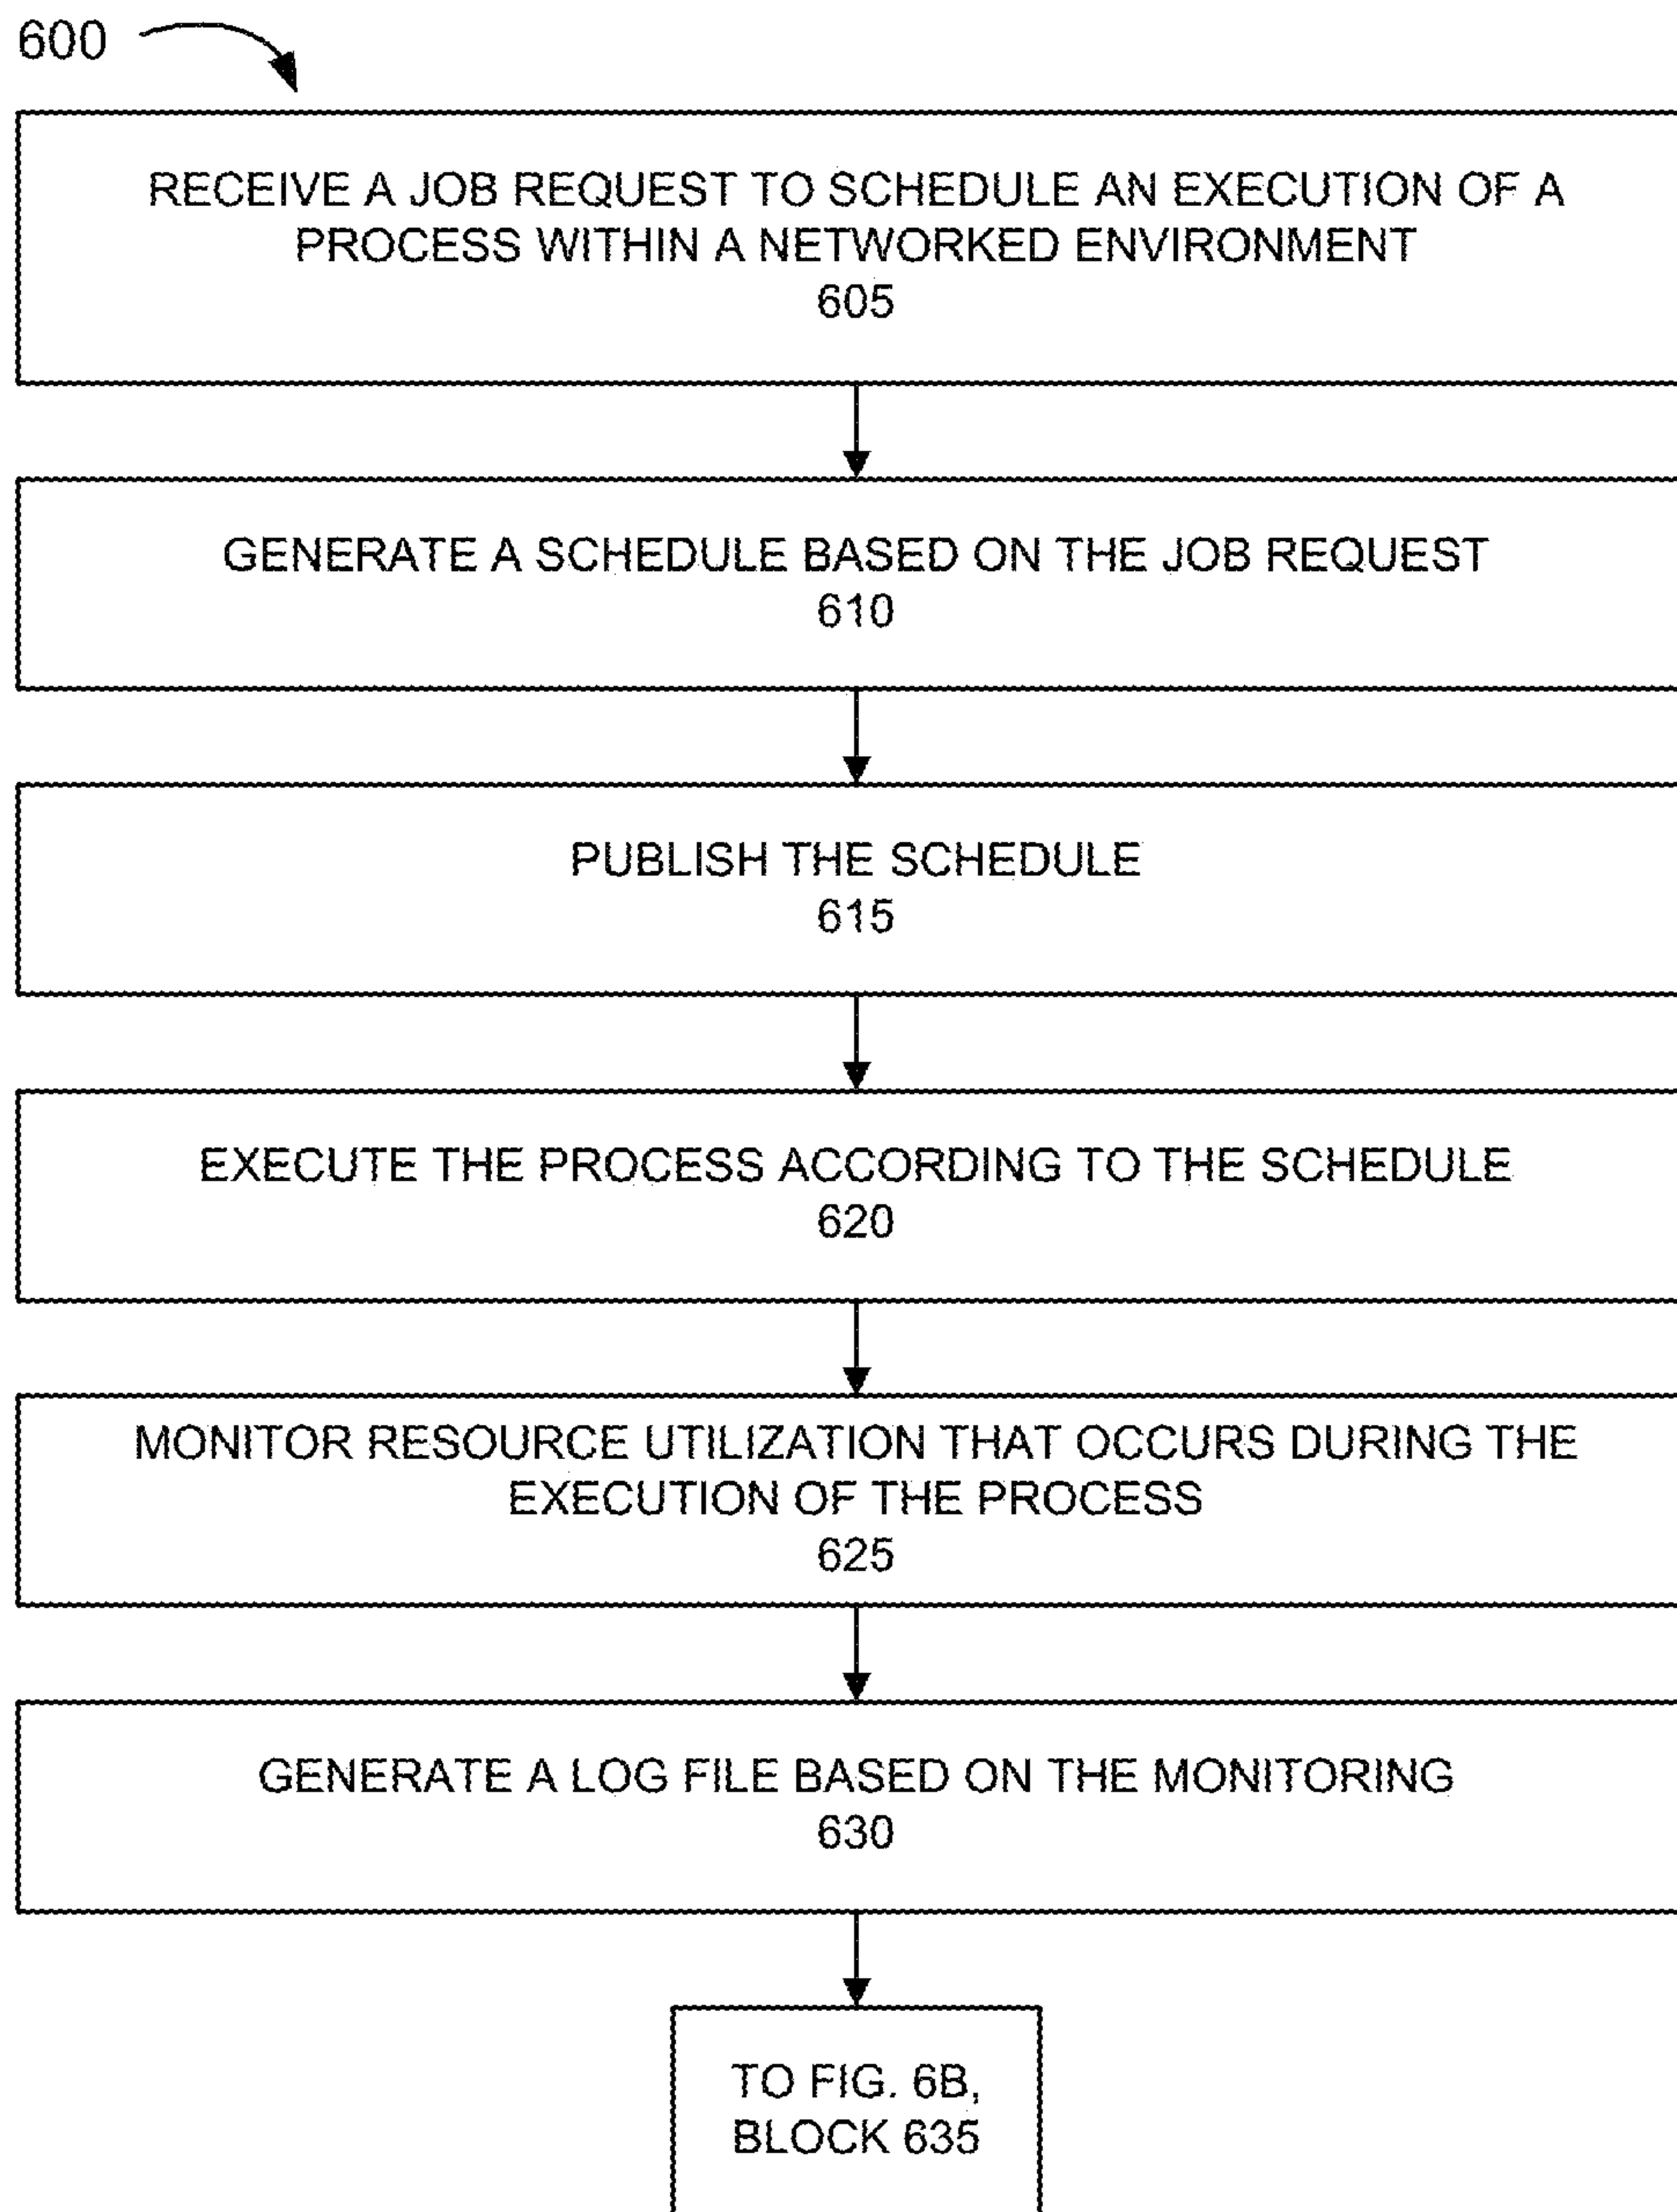 600
RECEIVE A JOB REQUEST TO SCHEDULE AN EXECUTION OF A
PROCESS WITHIN A NETWORKED ENVIRONMENT
605
GENERATE A SCHEDULE BASED ON THE JOB REQUEST
610
PUBLISH THE SCHEDULE
615
EXECUTE THE PROCESS ACCORDING TO THE SCHEDULE
620
MONITOR RESOURCE UTILIZATION THAT OCCURS DURING THE
EXECUTION OF THE PROCESS
625
GENERATE A LOG FILE BASED ON THE MONITORING
630
TO FIG. 6B,
BLOCK 635